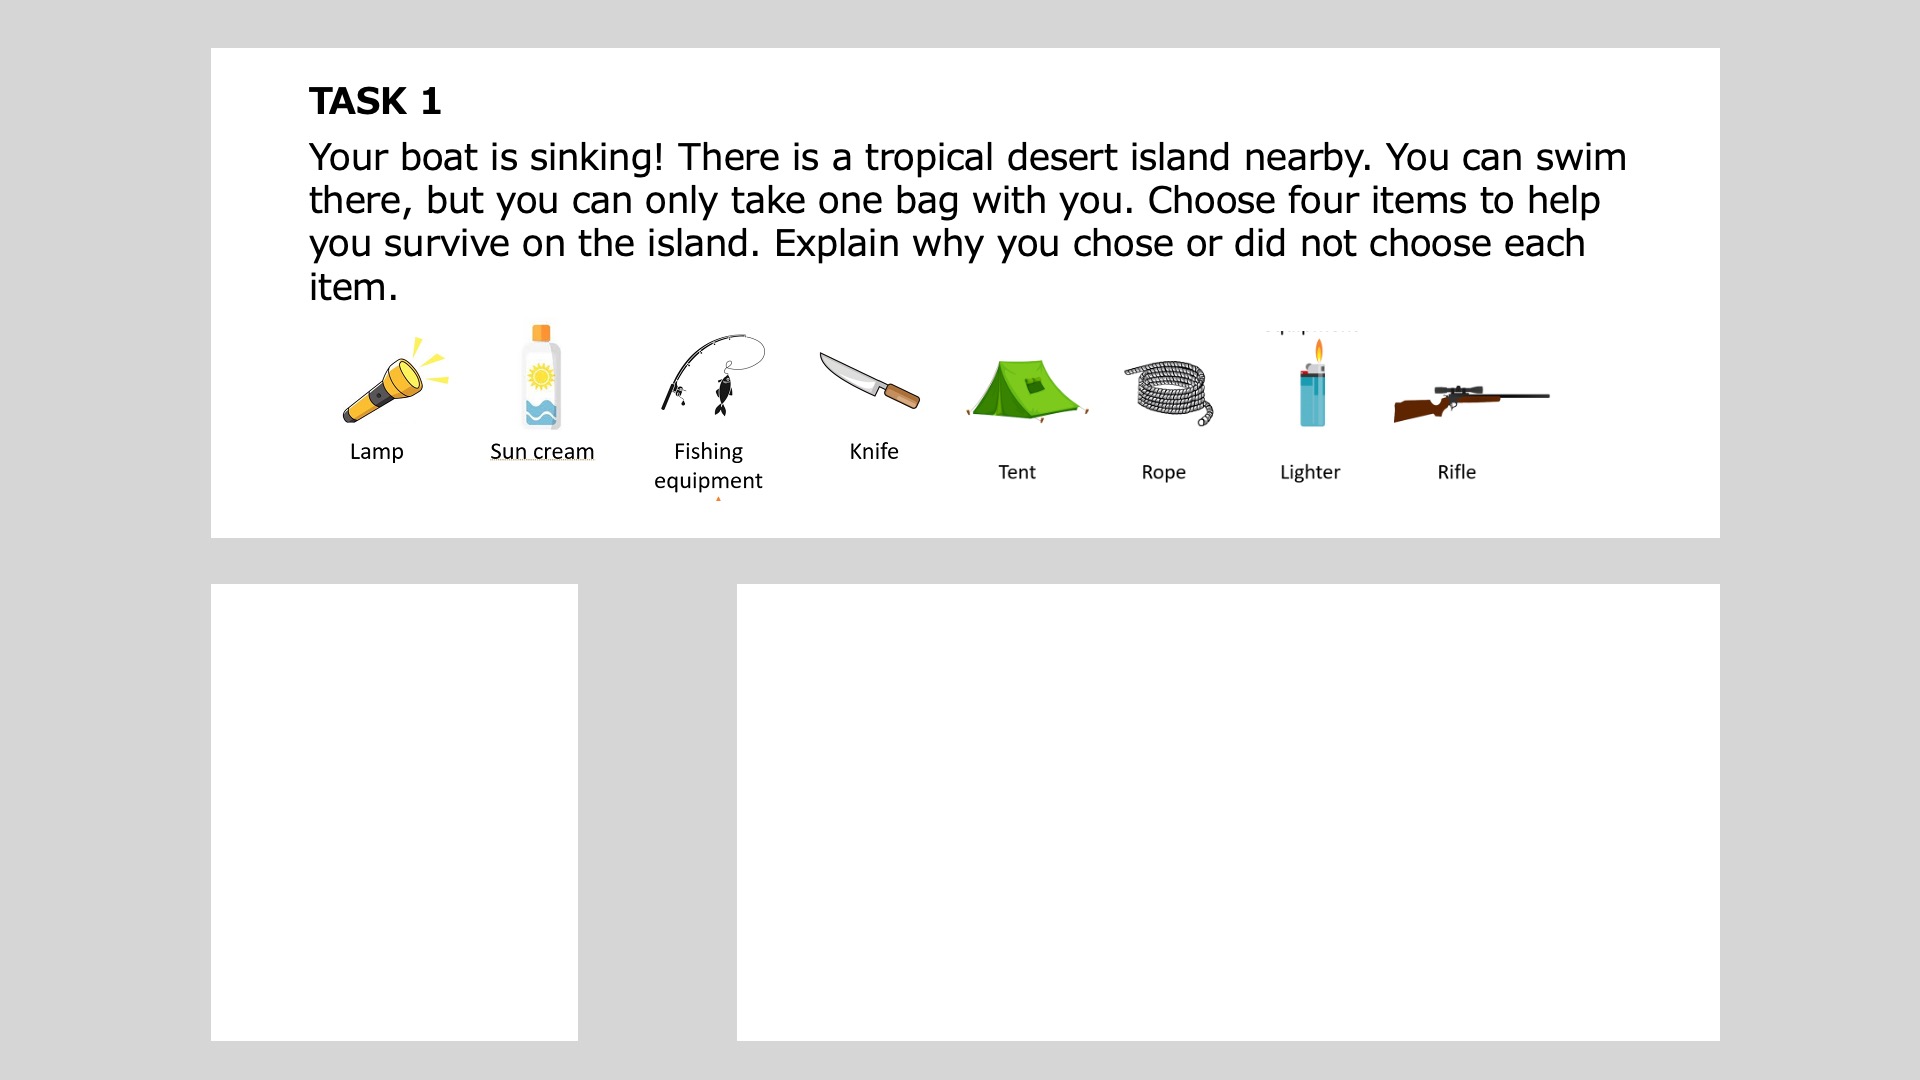 TASK 1
Your boat is sinking! There is a tropical desert island nearby. You can swim
there, but you can only take one bag with you. Choose four items to help
you survive on the island. Explain why you chose or did not choose each
item.
Lamp
Sun cream
Fishing
equipment
Knife
Tent
Rope
Lighter
Rifle